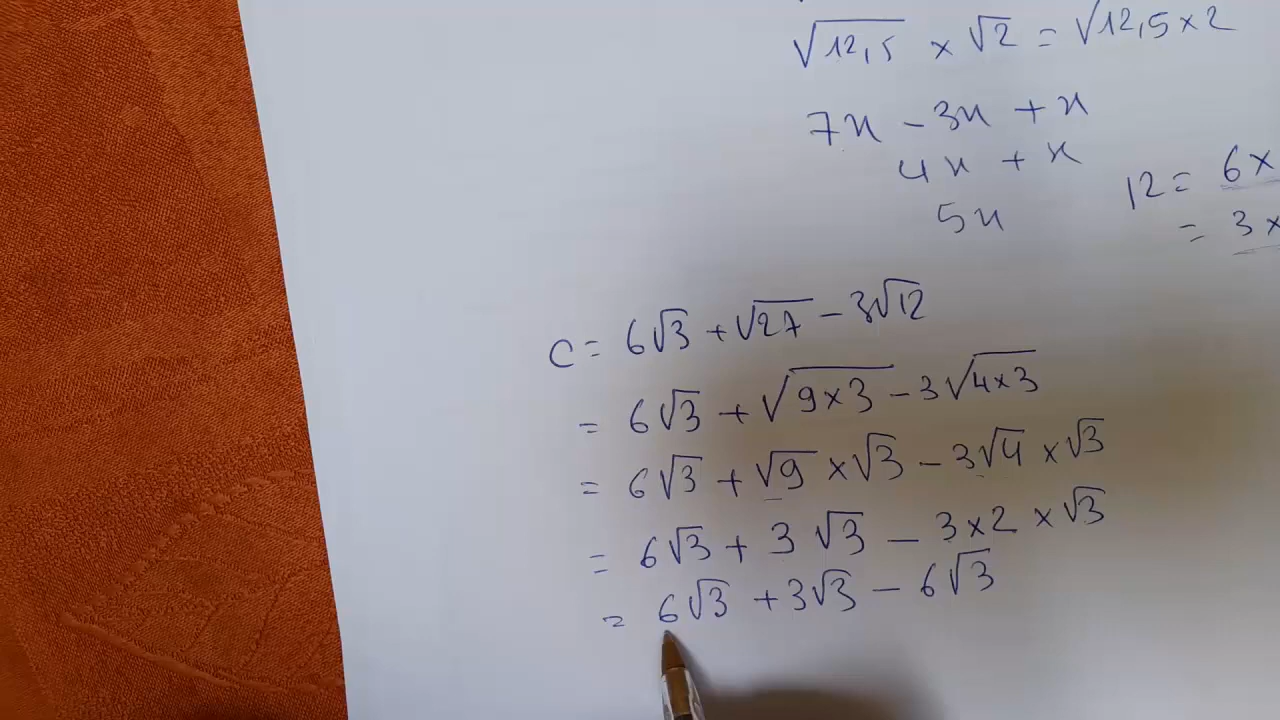 √12,5 × √2 = √12,5×2
7x - 3x + x
4x + x
5x
12 = 6×
= 3×
C = 6√3 + √27 - 3√12
= 6√3 + √9×3 - 3√4×3
= 6√3 + √9 × √3 - 3√4 × √3
= 6√3 + 3√3 - 3×2 × √3
= 6√3 + 3√3 - 6√3